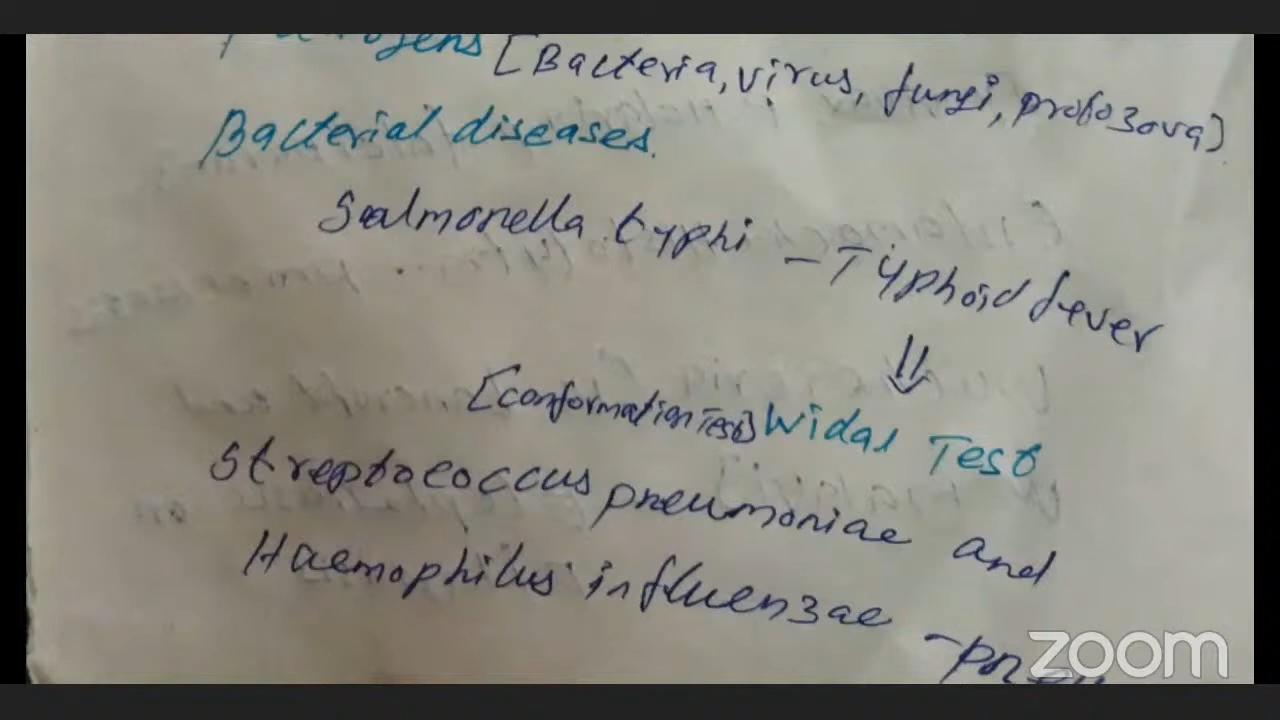 [Bacteria, virus, fungi, protozova]
Bacterial diseases.
Salmonella typhi – Typhoid fever
[conformation Test] Widal Test
Streptococcus pneumoniae and
Haemophilus influenzae –
zoom